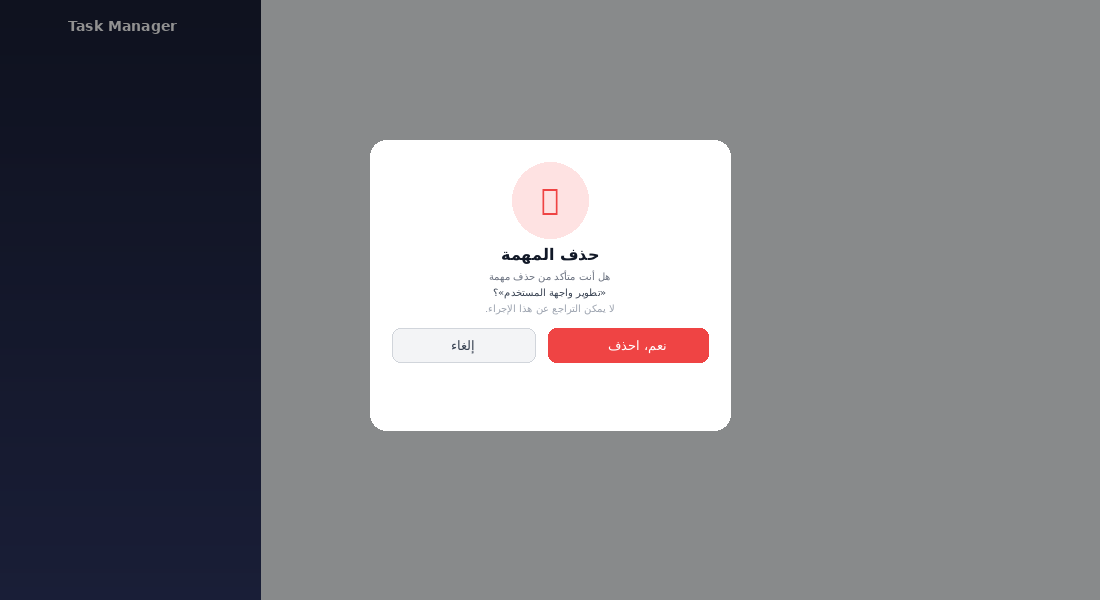 Task Manager
حذف المهمة
هل أنت متأكد من حذف مهمة
«تطوير واجهة المستخدم»؟
لا يمكن التراجع عن هذا الإجراء.
نعم، احذف
إلغاء